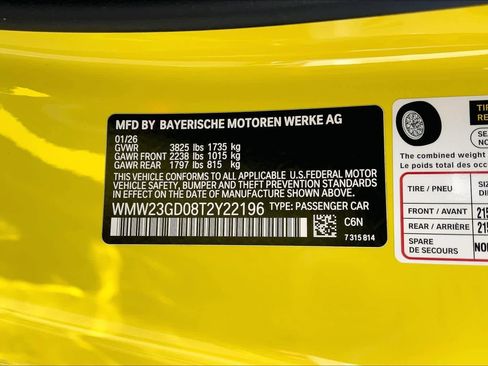 MFD BY BAYERISCHE MOTOREN WERKE AG
01/26
GVWR 3825 lbs 1735 kg
GAWR FRONT 2238 lbs 1015 kg
GAWR REAR 1797 lbs 815 kg
THIS VEHICLE CONFORMS TO ALL APPLICABLE U.S.FEDERAL MOTOR
VEHICLE SAFETY, BUMPER AND THEFT PREVENTION STANDARDS IN
EFFECT ON THE DATE OF MANUFACTURE SHOWN ABOVE.
WMW23GD08T2Y22196 TYPE: PASSENGER CAR
C6N
7 315 814
The combined weight
Le poids total des oc
TIRE / PNEU
FRONT / AVANT 215
REAR / ARRIÈRE 215
SPARE
DE SECOURS